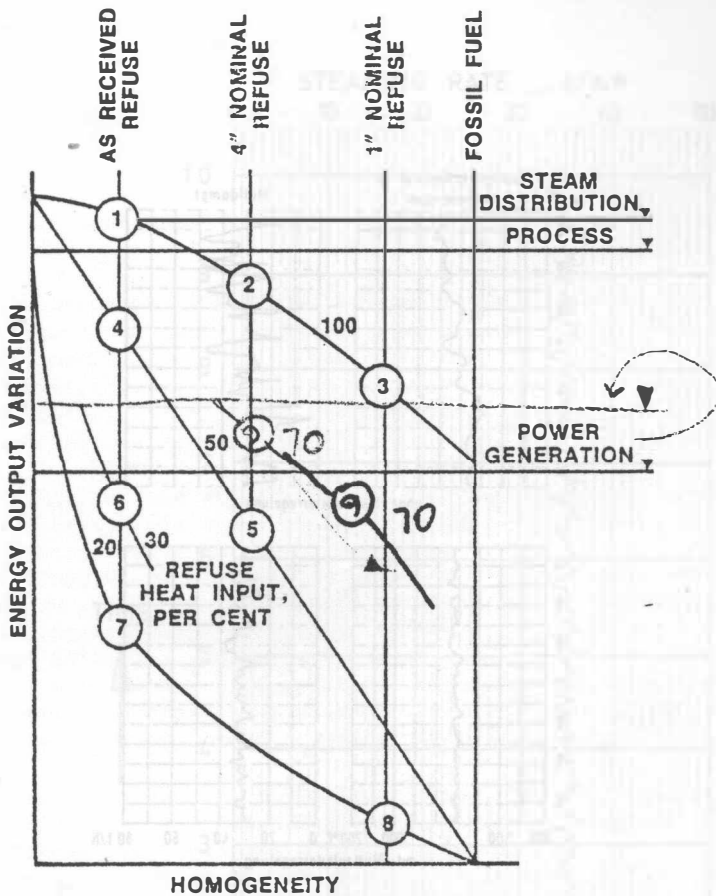 AS RECEIVED
REFUSE
4" NOMINAL
REFUSE
1" NOMINAL
REFUSE
FOSSIL FUEL
STEAM
DISTRIBUTION
PROCESS
1
2
100
3
4
POWER
GENERATION
50
9 70
9 70
5
6
20
30
REFUSE
HEAT INPUT,
PER CENT
7
8
ENERGY OUTPUT VARIATION
HOMOGENEITY